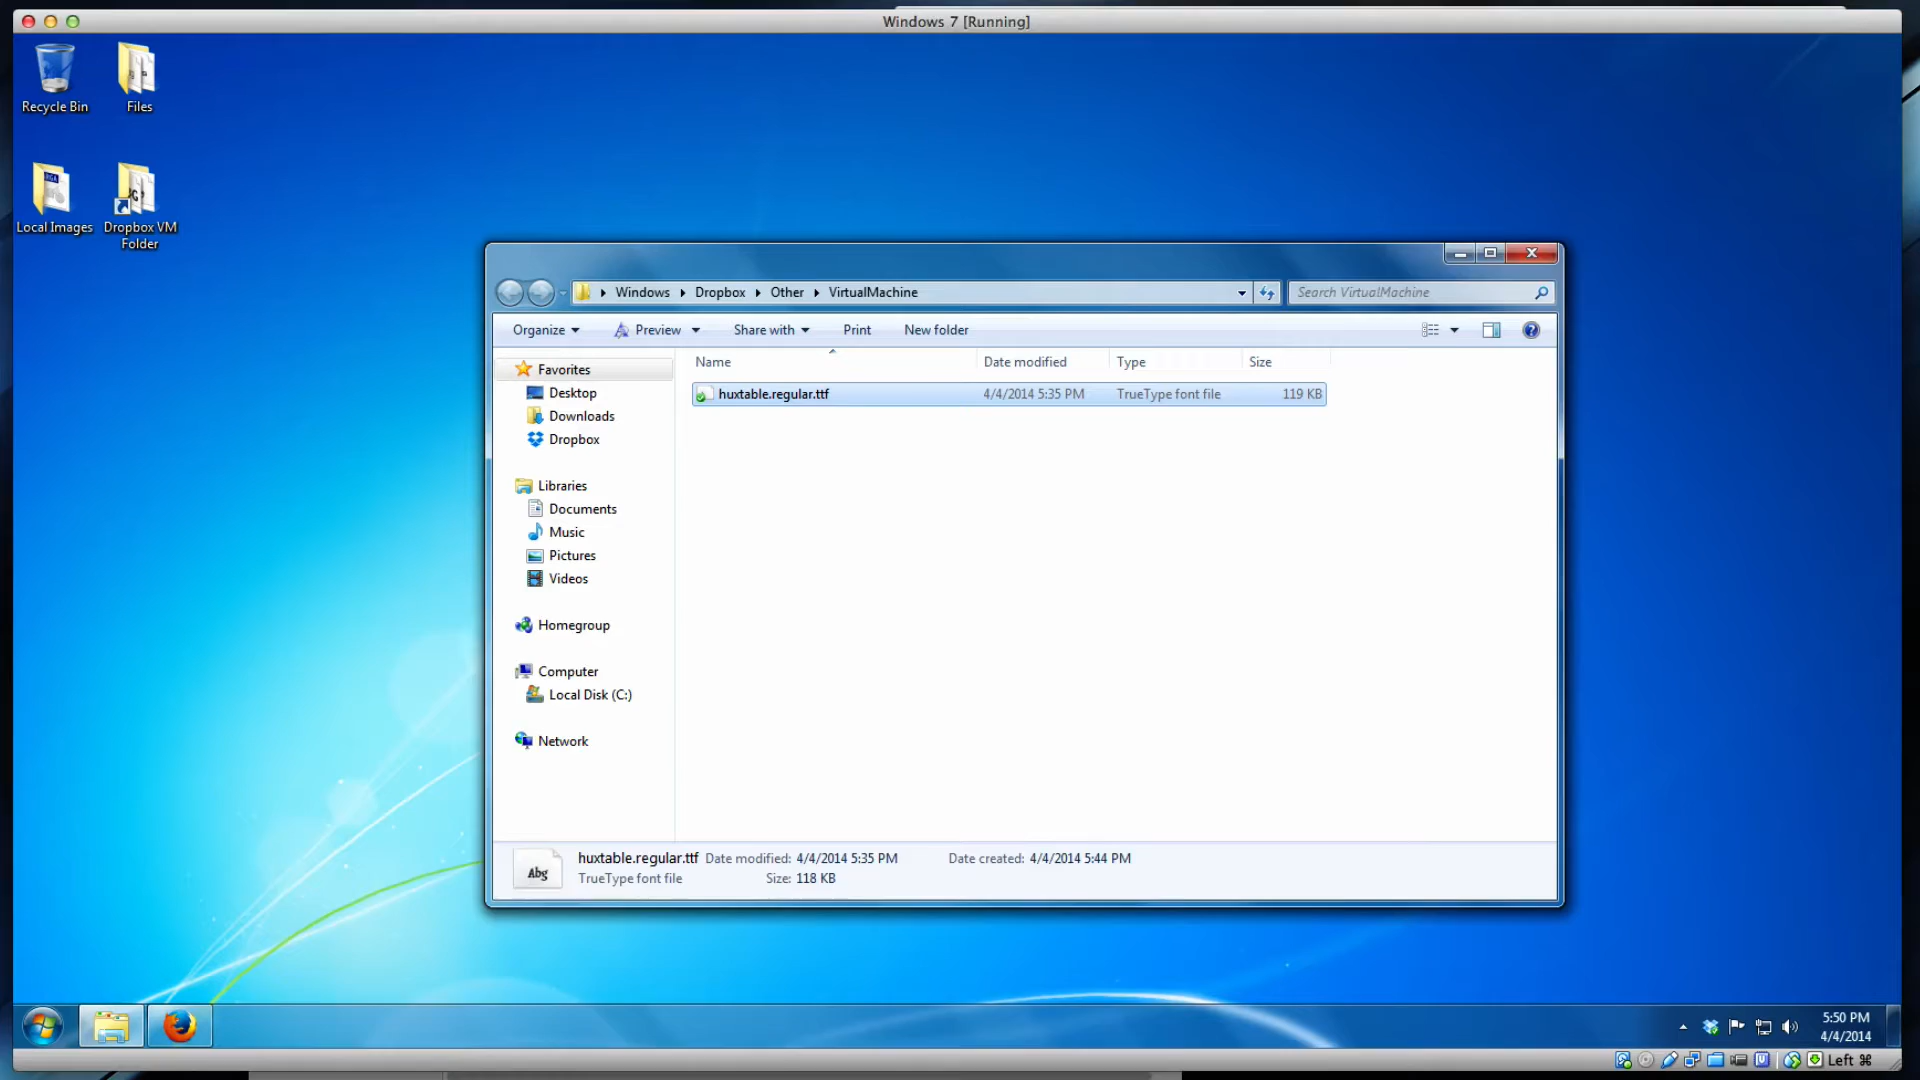 Windows 7 [Running]
Recycle Bin
Files
Local Images
Dropbox VM
Folder
Windows
Dropbox
Other
VirtualMachine
Search VirtualMachine
Organize
Preview
Share with
Print
New folder
Name
Date modified
Type
Size
huxtable.regular.ttf
4/4/2014 5:35 PM
TrueType font file
119 KB
Favorites
Desktop
Downloads
Dropbox
Libraries
Documents
Music
Pictures
Videos
Homegroup
Computer
Local Disk (C:)
Network
Abg
huxtable.regular.ttf Date modified: 4/4/2014 5:35 PM Date created: 4/4/2014 5:44 PM
TrueType font file Size: 118 KB
5:50 PM
4/4/2014
Left ⌘